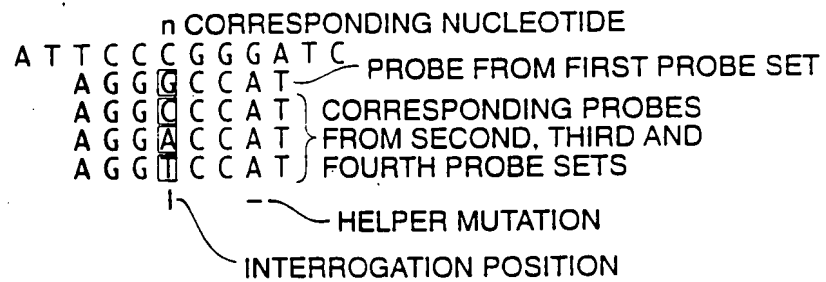 n CORRESPONDING NUCLEOTIDE
A T T C C C G G G A T C
A G G G C C A T PROBE FROM FIRST PROBE SET
A G G C C C A T CORRESPONDING PROBES
A G G A C C A T FROM SECOND, THIRD AND
A G G T C C A T FOURTH PROBE SETS
I – HELPER MUTATION
INTERROGATION POSITION